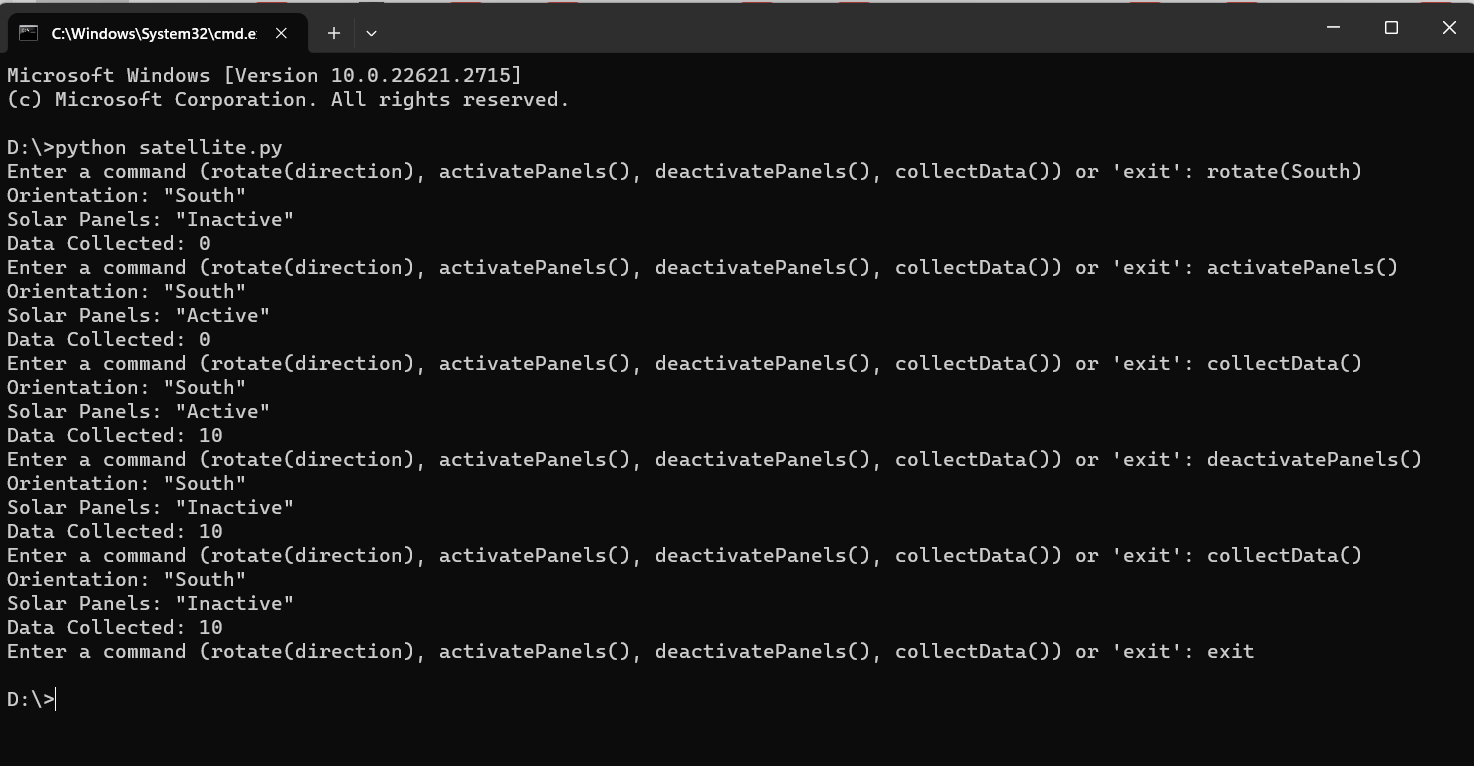 C:\Windows\System32\cmd.e
Microsoft Windows [Version 10.0.22621.2715]
(c) Microsoft Corporation. All rights reserved.
D:\>python satellite.py
Enter a command (rotate(direction), activatePanels(), deactivatePanels(), collectData()) or 'exit': rotate(South)
Orientation: "South"
Solar Panels: "Inactive"
Data Collected: 0
Enter a command (rotate(direction), activatePanels(), deactivatePanels(), collectData()) or 'exit': activatePanels()
Orientation: "South"
Solar Panels: "Active"
Data Collected: 0
Enter a command (rotate(direction), activatePanels(), deactivatePanels(), collectData()) or 'exit': collectData()
Orientation: "South"
Solar Panels: "Active"
Data Collected: 10
Enter a command (rotate(direction), activatePanels(), deactivatePanels(), collectData()) or 'exit': deactivatePanels()
Orientation: "South"
Solar Panels: "Inactive"
Data Collected: 10
Enter a command (rotate(direction), activatePanels(), deactivatePanels(), collectData()) or 'exit': collectData()
Orientation: "South"
Solar Panels: "Inactive"
Data Collected: 10
Enter a command (rotate(direction), activatePanels(), deactivatePanels(), collectData()) or 'exit': exit
D:\>